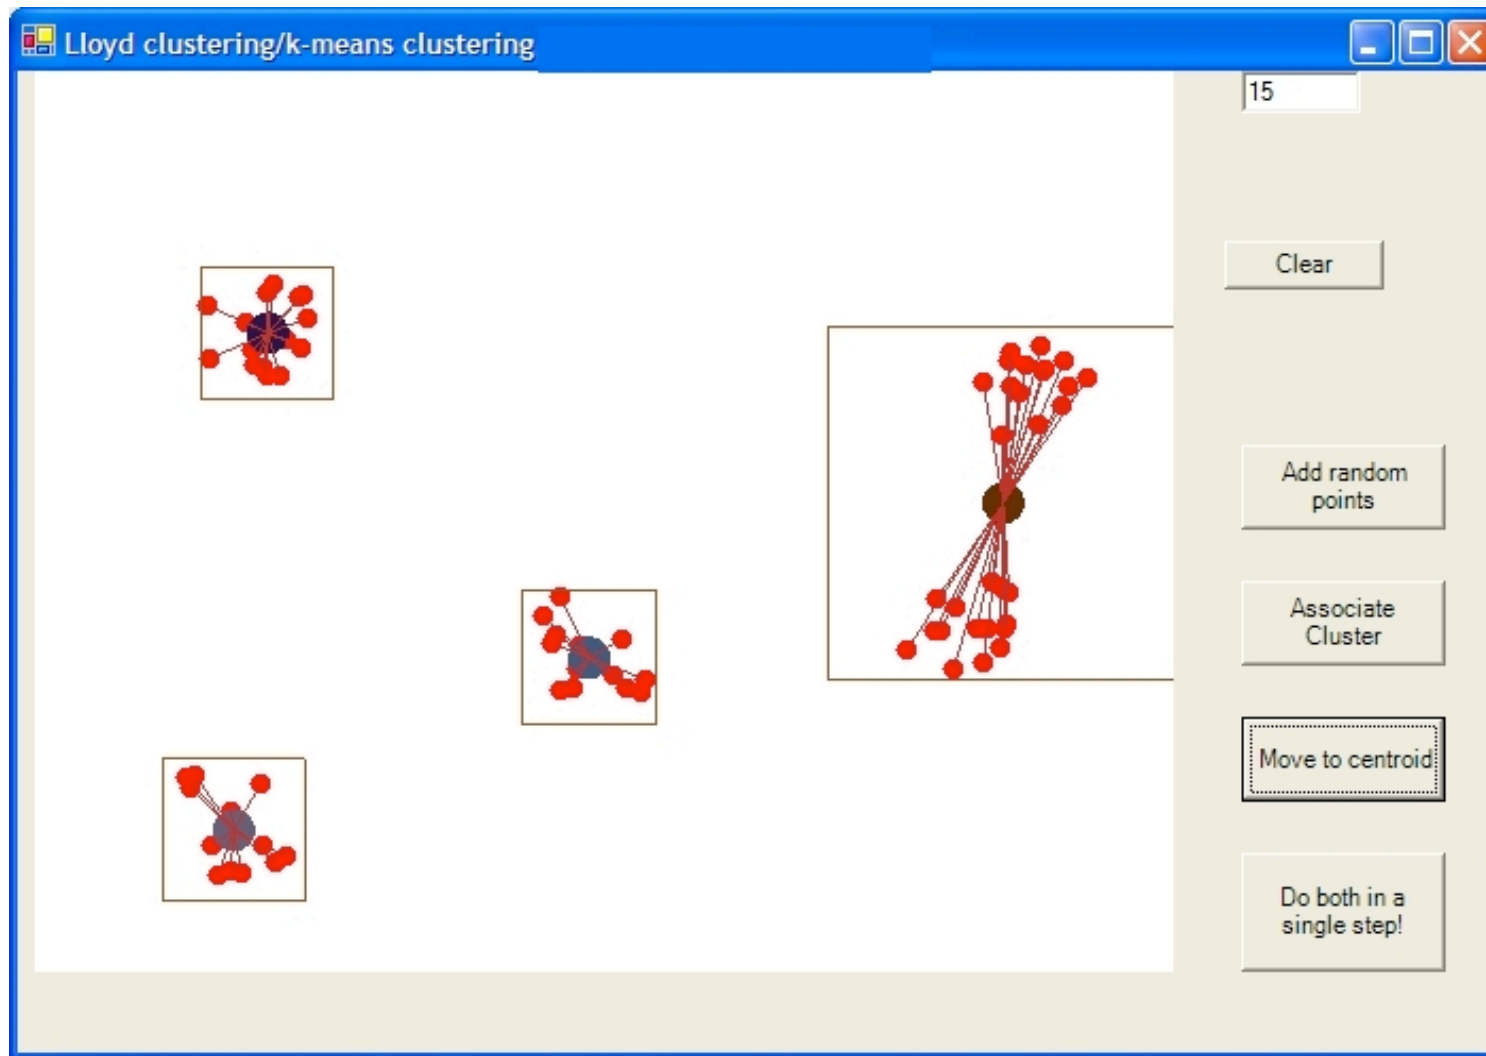 Lloyd clustering/k-means clustering
15
Clear
Add random
points
Associate
Cluster
Move to centroid
Do both in a
single step!